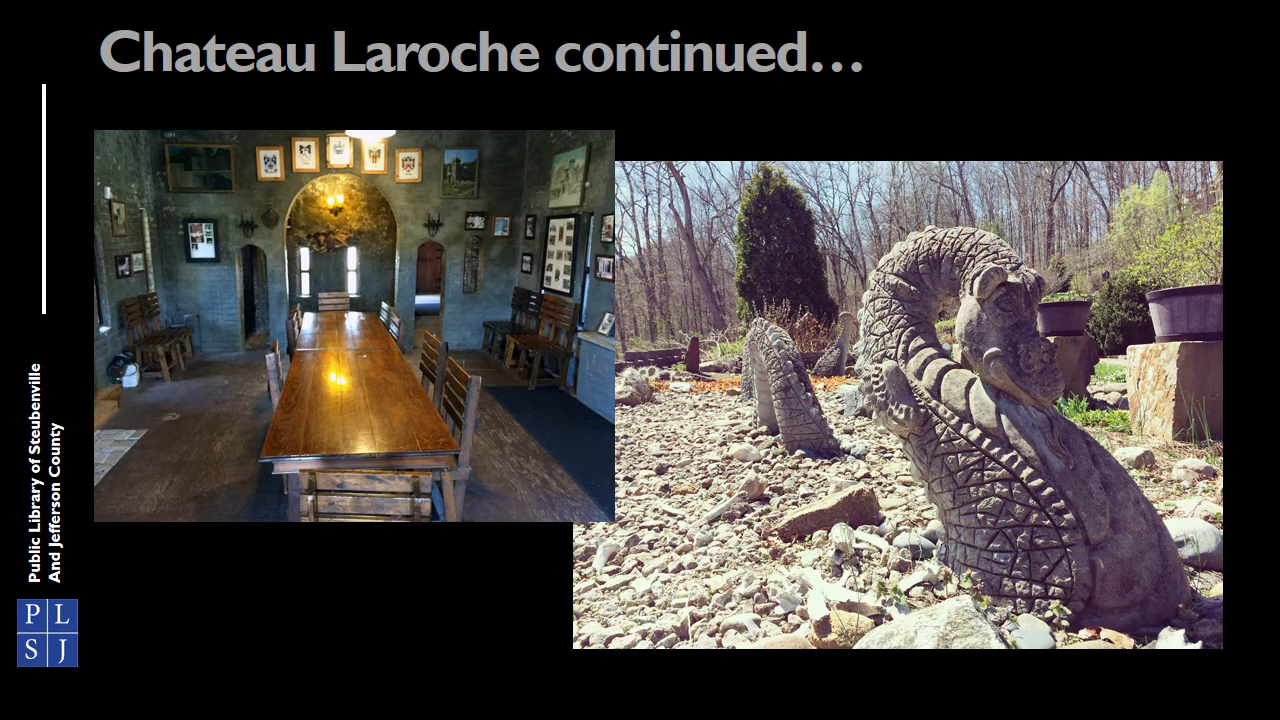 Chateau Laroche continued…
Public Library of Steubenville
And Jefferson County
P L
S J